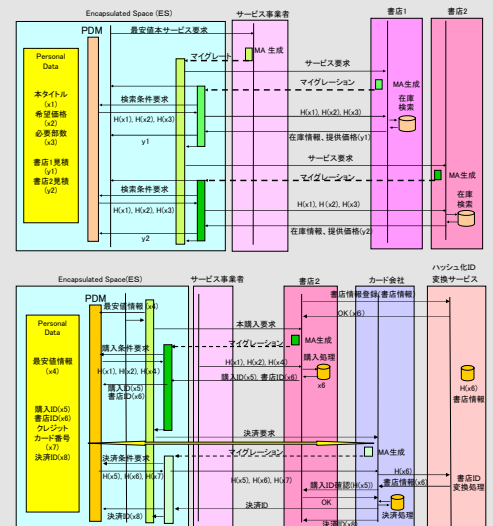 Encapsulated Space (ES)
サービス事業者
書店1
書店2
PDM
最安値本サービス要求
Personal
Data
マイグレート
MA 生成
サービス要求
マイグレーション
MA生成
本タイトル
(x1)
希望価格
(x2)
必要部数
(x3)
在庫
検索
検索条件要求
H(x1), H(x2), H(x3)
H(x1), H(x2), H(x3)
y1
在庫情報、提供価格(y1)
書店1見積
(y1)
書店2見積
(y2)
サービス要求
マイグレーション
MA生成
検索条件要求
在庫
検索
H(x1), H(x2), H(x3)
H(x1), H(x2), H(x3)
y2
在庫情報、提供価格(y2)
ハッシュ化ID
変換サービス
Encapsulated Space(ES)
サービス事業者
書店2
カード会社
PDM
最安値情報 (x4)
書店情報登録(書店情報)
OK(x6)
Personal
Data
本購入要求
マイグレーション
MA生成
購入条件要求
購入処理
最安値情報
(x4)
H(x1), H(x2), H(x4)
H(x1), H(x2), H(x4)
購入ID(x5)
書店ID(x6)
購入ID(x5), 書店ID(x6)
x6
H(x6)
書店情報
購入ID(x5)
書店ID(x6)
クレジット
カード番号
(x7)
決済ID(x8)
決済要求
マイグレーション
MA生成
決済条件要求
H(x6)
H(x5), H(x6), H(x7)
H(x5), H(x6), H(x7)
購入ID確認(H(x5))
書店情報(x6)
書店ID
変換処理
決済ID
OK
決済処理
決済ID(x8)
決済ID(x8)